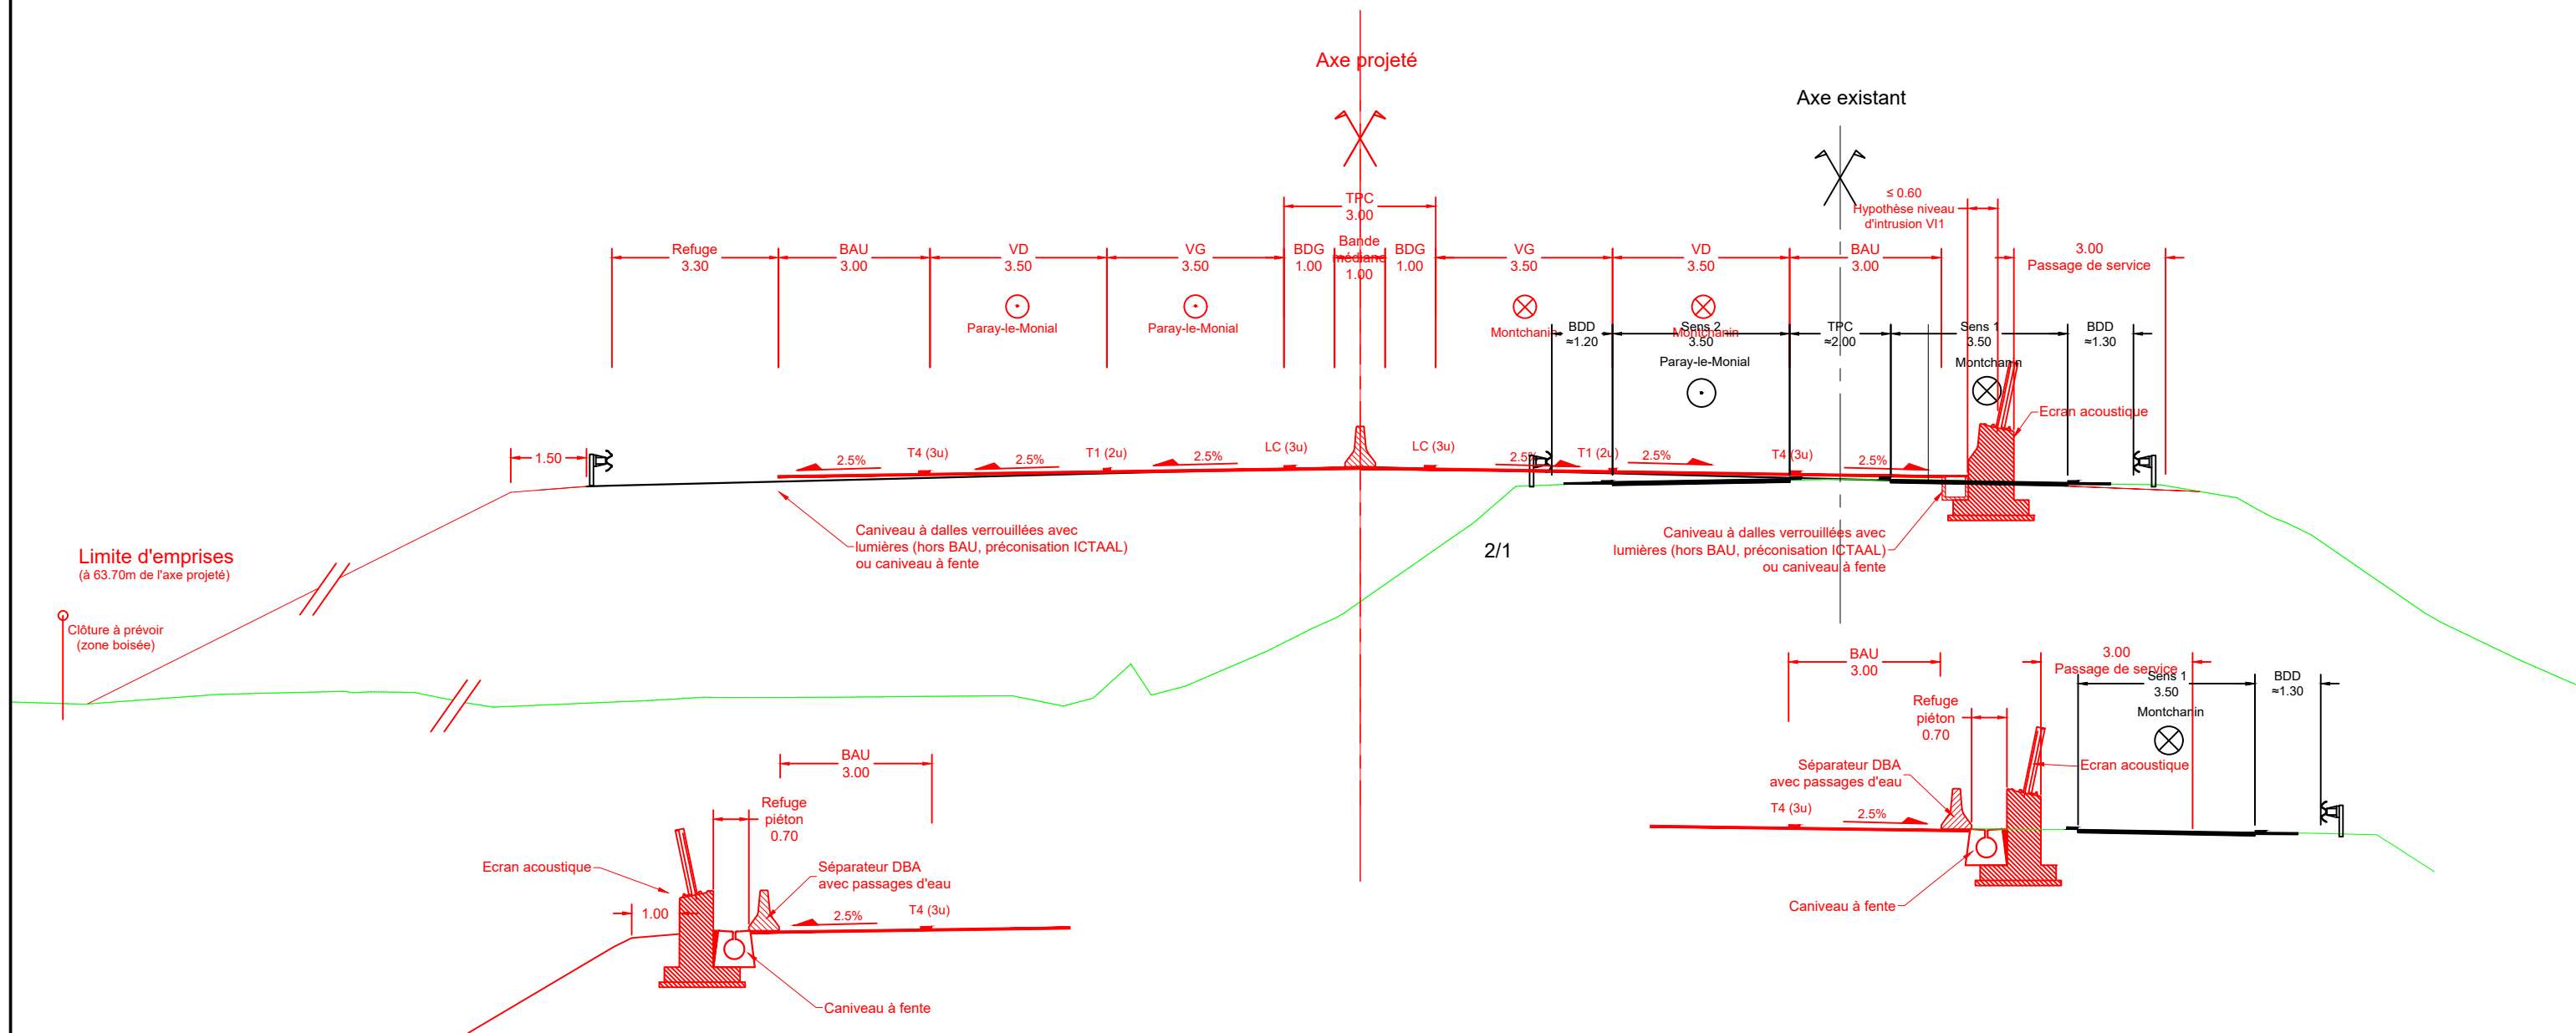 Axe projeté
Axe existant
TPC
3.00
≤ 0.60
Hypothèse niveau
d'intrusion VI1
Refuge
3.30
BAU
3.00
VD
3.50
VG
3.50
BDG
1.00
Bande
médiane
1.00
BDG
1.00
VG
3.50
VD
3.50
BAU
3.00
3.00
Passage de service
Paray-le-Monial
Paray-le-Monial
Montchanin
Montchanin
BDD
≈1.20
Sens 2
3.50
TPC
≈2.00
Sens 1
3.50
BDD
≈1.30
Paray-le-Monial
Montchanin
Ecran acoustique
1.50
2.5%
T4 (3u)
2.5%
T1 (2u)
2.5%
LC (3u)
LC (3u)
2.5%
T1 (2u)
2.5%
T4 (3u)
2.5%
Caniveau à dalles verrouillées avec
lumières (hors BAU, préconisation ICTAAL)
ou caniveau à fente
2/1
Caniveau à dalles verrouillées avec
lumières (hors BAU, préconisation ICTAAL)
ou caniveau à fente
Limite d'emprises
(à 63.70m de l'axe projeté)
Clôture à prévoir
(zone boisée)
BAU
3.00
3.00
Passage de service
Sens 1
3.50
BDD
≈1.30
Refuge
piéton
0.70
Montchanin
Séparateur DBA
avec passages d'eau
Ecran acoustique
T4 (3u)
2.5%
Caniveau à fente
BAU
3.00
Refuge
piéton
0.70
Ecran acoustique
Séparateur DBA
avec passages d'eau
1.00
2.5%
T4 (3u)
Caniveau à fente